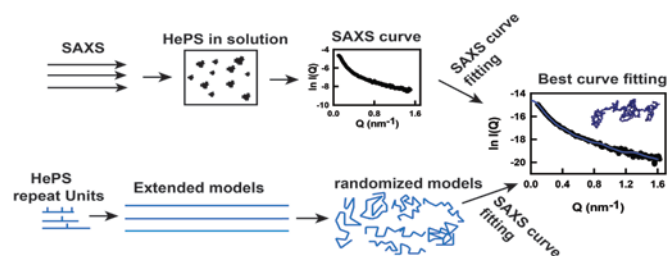 SAXS
HePS in solution
SAXS curve
ln I(Q)
-4
-6
-8
-10
0
0.8
1.6
Q (nm⁻¹)
SAXS curve
fitting
Best curve fitting
ln I(Q)
-14
-16
-18
-20
0.0 0.4 0.8 1.2 1.6
Q (nm⁻¹)
HePS
repeat Units
Extended models
randomized models
SAXS curve
fitting